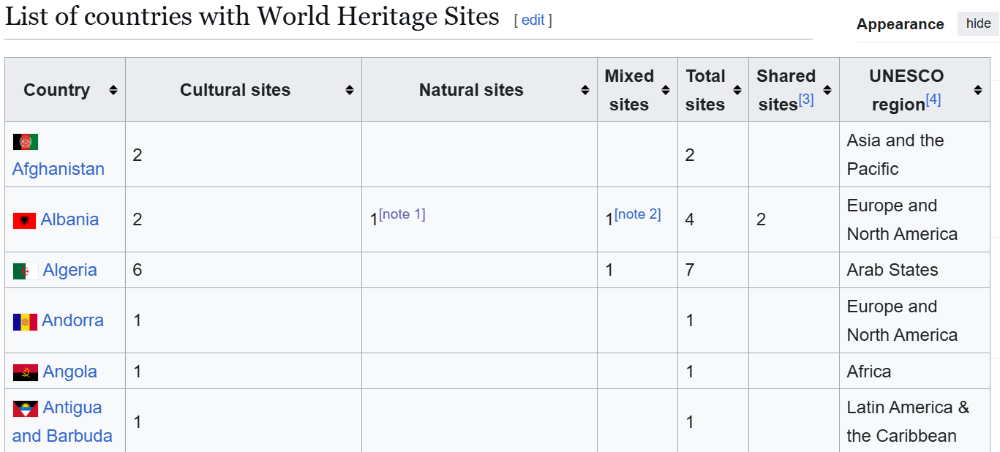 List of countries with World Heritage Sites [ edit ]
Appearance hide
Country Cultural sites Natural sites Mixed sites Total sites Shared sites[3] UNESCO region[4]
Afghanistan 2 2 Asia and the Pacific
Albania 2 1[note 1] 1[note 2] 4 2 Europe and North America
Algeria 6 1 7 Arab States
Andorra 1 1 Europe and North America
Angola 1 1 Africa
Antigua and Barbuda 1 1 Latin America & the Caribbean